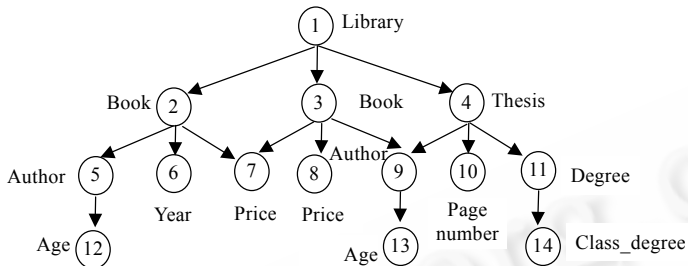 1 Library
Book 2 3 Book 4 Thesis
Author 5 6 7 8 Author 9 10 11 Degree
Year Price Price Page
number
Age 12 Age 13 14 Class_degree